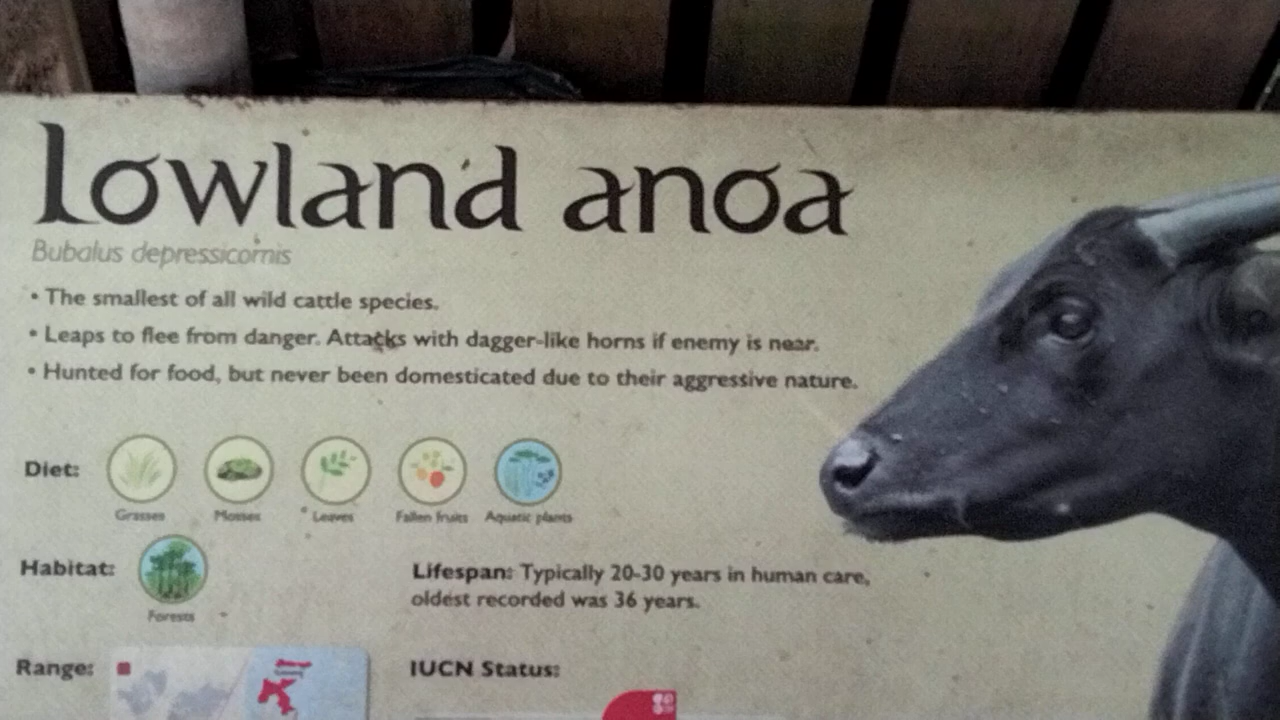 lowland anoa
Bubalus depressicornis
• The smallest of all wild cattle species.
• Leaps to flee from danger. Attacks with dagger-like horns if enemy is near.
• Hunted for food, but never been domesticated due to their aggressive nature.
Diet:
Grasses
Mosses
Leaves
Fallen fruits
Aquatic plants
Habitat:
Forests
Lifespan: Typically 20-30 years in human care,
oldest recorded was 36 years.
Range:
IUCN Status: